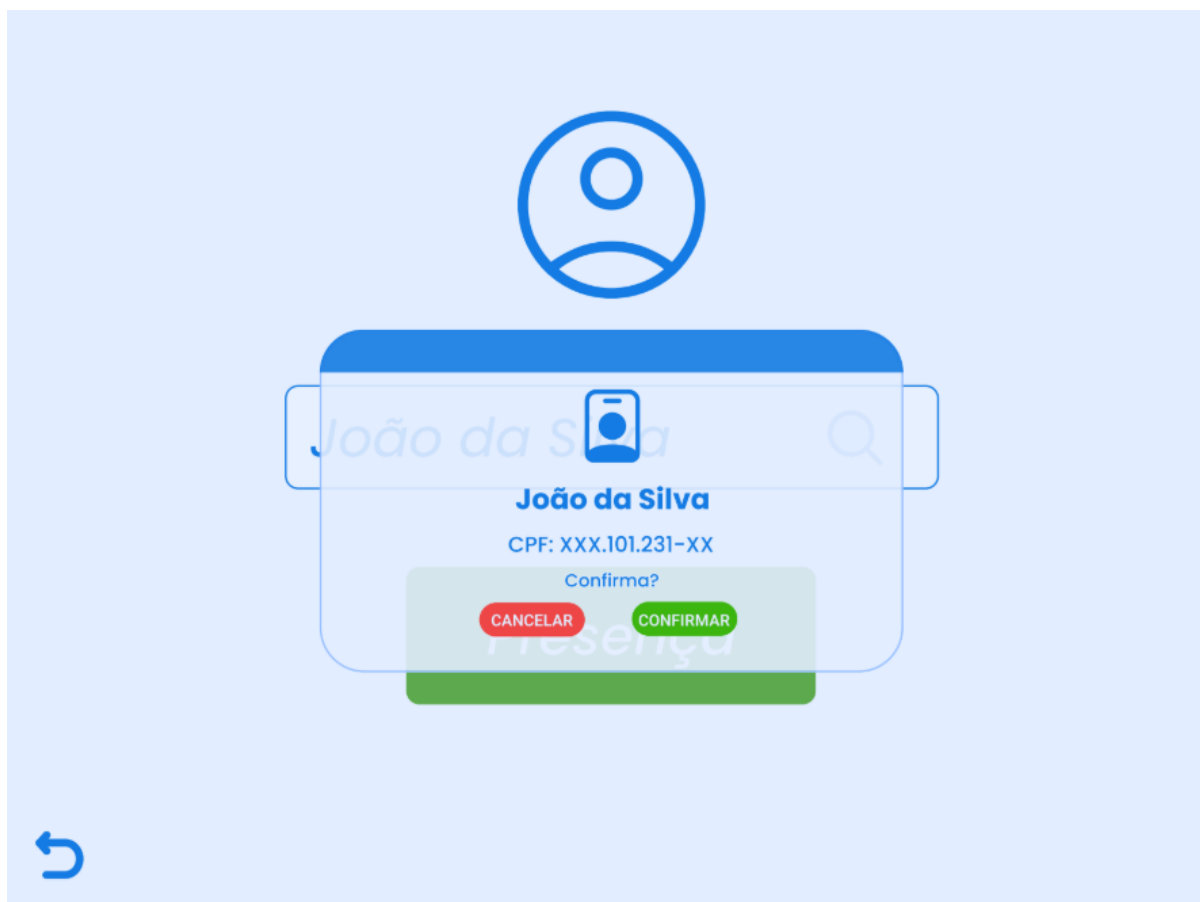 João da Silva
João da Silva
CPF: XXX.101.231-XX
Confirma?
CANCELAR CONFIRMAR
Presença